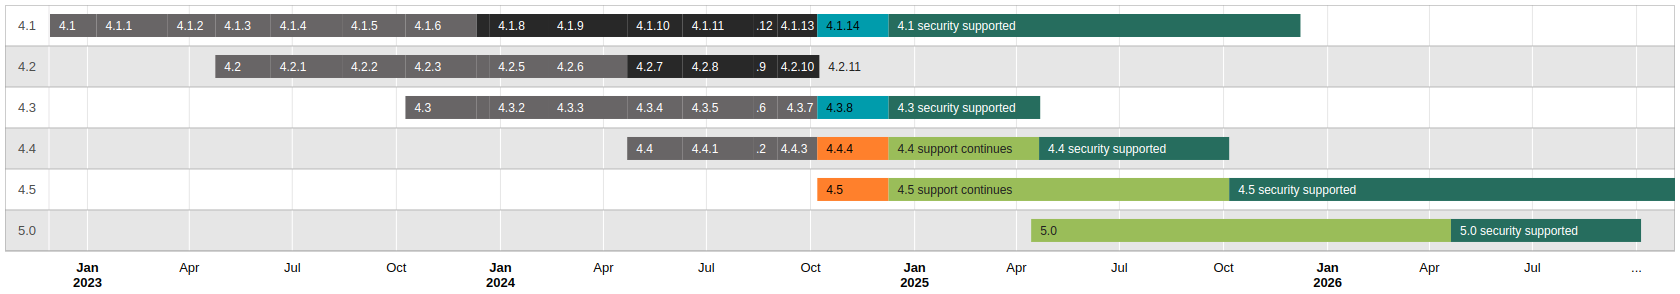 4.1 4.1 4.1.1 4.1.2 4.1.3 4.1.4 4.1.5 4.1.6 4.1.8 4.1.9 4.1.10 4.1.11 .12 4.1.13 4.1.14 4.1 security supported
4.2 4.2 4.2.1 4.2.2 4.2.3 4.2.5 4.2.6 4.2.7 4.2.8 .9 4.2.10 4.2.11
4.3 4.3 4.3.2 4.3.3 4.3.4 4.3.5 .6 4.3.7 4.3.8 4.3 security supported
4.4 4.4 4.4.1 .2 4.4.3 4.4.4 4.4 support continues 4.4 security supported
4.5 4.5 4.5 support continues 4.5 security supported
5.0 5.0 5.0 security supported
Jan Apr Jul Oct Jan Apr Jul Oct Jan Apr Jul Oct Jan Apr Jul ...
2023 2024 2025 2026